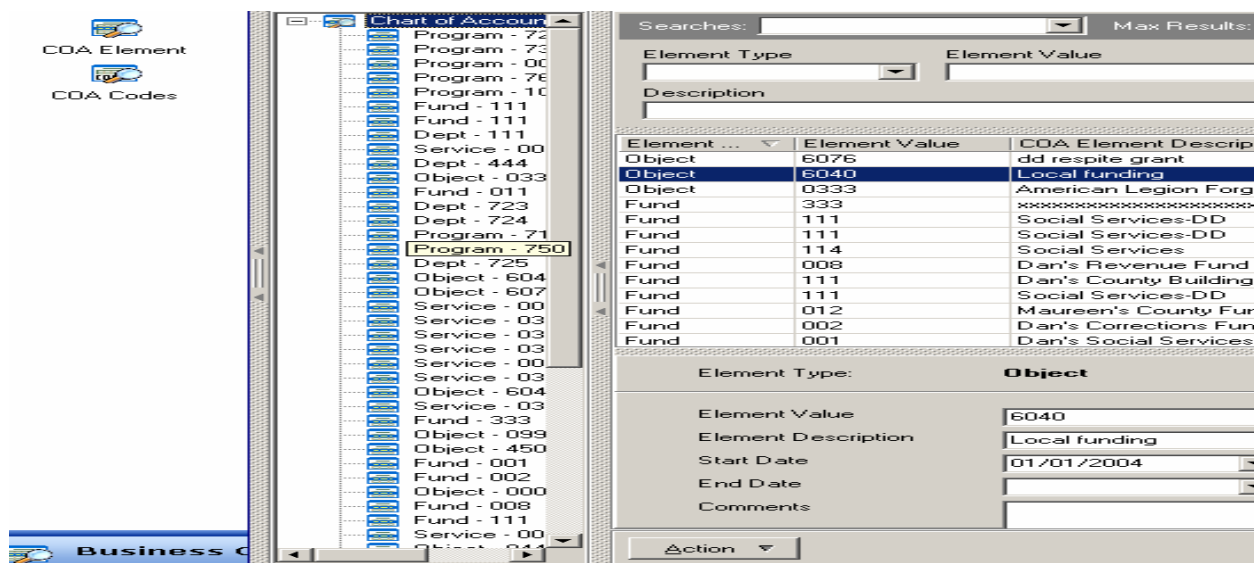 COA Element
COA Codes
Business
Chart of Accoun
Program - 72
Program - 73
Program - 00
Program - 76
Program - 10
Fund - 111
Fund - 111
Dept - 111
Service - 00
Dept - 444
Object - 033
Fund - 011
Dept - 723
Dept - 724
Program - 71
Program - 750
Dept - 725
Object - 604
Object - 607
Service - 00
Service - 03
Service - 03
Service - 03
Service - 00
Service - 03
Object - 604
Service - 03
Fund - 333
Object - 099
Object - 450
Fund - 001
Fund - 002
Object - 000
Fund - 008
Fund - 111
Service - 00
Searches: Max Results:
Element Type Element Value
Description
Element ... Element Value COA Element Descrip
Object 6076 dd respite grant
Object 6040 Local funding
Object 0333 American Legion Forg
Fund 333 xxxxxxxxxxxxxxxxxxxxx
Fund 111 Social Services-DD
Fund 111 Social Services-DD
Fund 114 Social Services
Fund 008 Dan's Revenue Fund
Fund 111 Dan's County Building
Fund 111 Social Services-DD
Fund 012 Maureen's County Fun
Fund 002 Dan's Corrections Fun
Fund 001 Dan's Social Services
Element Type: Object
Element Value 6040
Element Description Local funding
Start Date 01/01/2004
End Date
Comments
Action